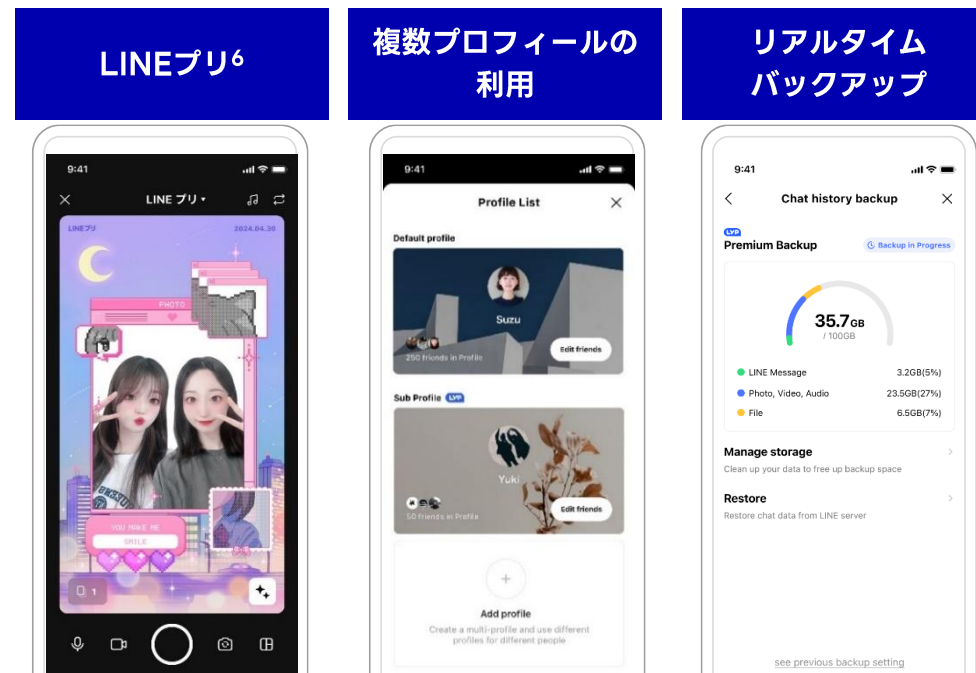 LINEプリ6
9:41
LINE プリ
LINEプリ
2024.04.30
PHOTO
YOU MAKE ME
SMILE
1
複数プロフィールの
利用
9:41
Profile List
Default profile
Suzu
250 friends in Profile
Edit friends
Sub Profile LYP
Yuki
50 friends in Profile
Edit friends
+
Add profile
Create a multi-profile and use different
profiles for different people
リアルタイム
バックアップ
9:41
Chat history backup
LYP
Premium Backup
Backup in Progress
35.7GB
/ 100GB
LINE Message 3.2GB(5%)
Photo, Video, Audio 23.5GB(27%)
File 6.5GB(7%)
Manage storage
Clean up your data to free up backup space
Restore
Restore chat data from LINE server
see previous backup setting